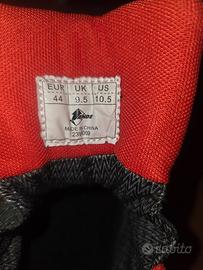 EUR UK US
44 9.5 10.5
MADE IN CHINA
subito